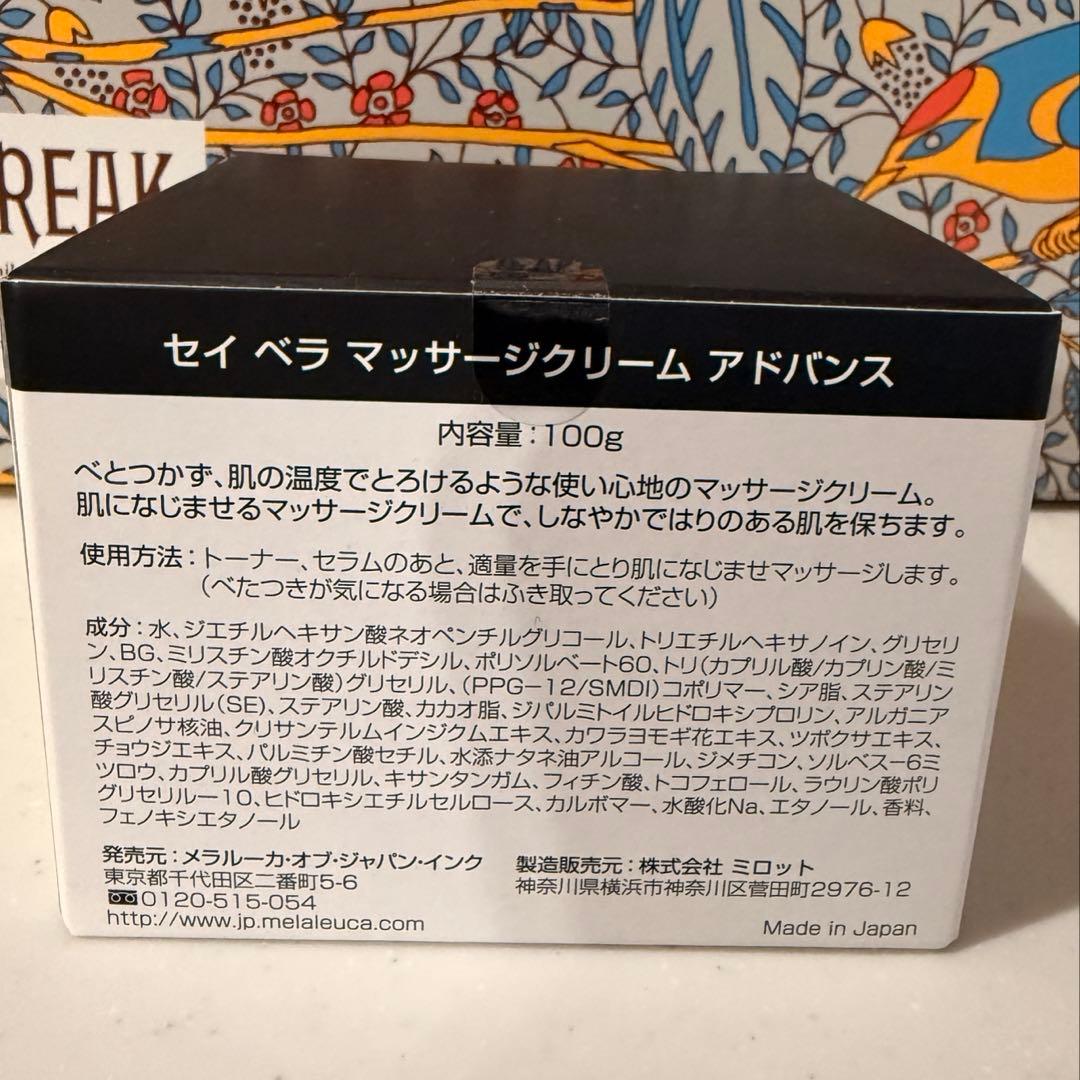 REAK
セイ ベラ マッサージクリーム アドバンス
内容量：100g
べとつかず、肌の温度でとろけるような使い心地のマッサージクリーム。
肌になじませるマッサージクリームで、しなやかではりのある肌を保ちます。
使用方法：トーナー、セラムのあと、適量を手にとり肌になじませマッサージします。
（べたつきが気になる場合はふき取ってください）
成分：水、ジエチルヘキサン酸ネオペンチルグリコール、トリエチルヘキサノイン、グリセリ
ン、BG、ミリスチン酸オクチルドデシル、ポリソルベート60、トリ（カプリル酸/カプリン酸/ミ
リスチン酸/ステアリン酸）グリセリル、（PPG-12/SMDI）コポリマー、シア脂、ステアリン
酸グリセリル（SE）、ステアリン酸、カカオ脂、ジパルミトイルヒドロキシプロリン、アルガニア
スピノサ核油、クリサンテルムインジクムエキス、カワラヨモギ花エキス、ツボクサエキス、
チョウジエキス、パルミチン酸セチル、水添ナタネ油アルコール、ジメチコン、ソルベス-6ミ
ツロウ、カプリル酸グリセリル、キサンタンガム、フィチン酸、トコフェロール、ラウリン酸ポリ
グリセリル-10、ヒドロキシエチルセルロース、カルボマー、水酸化Na、エタノール、香料、
フェノキシエタノール
発売元：メラルーカ・オブ・ジャパン・インク
東京都千代田区二番町5-6
0120-515-054
http://www.jp.melaleuca.com
製造販売元：株式会社 ミロット
神奈川県横浜市神奈川区菅田町2976-12
Made in Japan